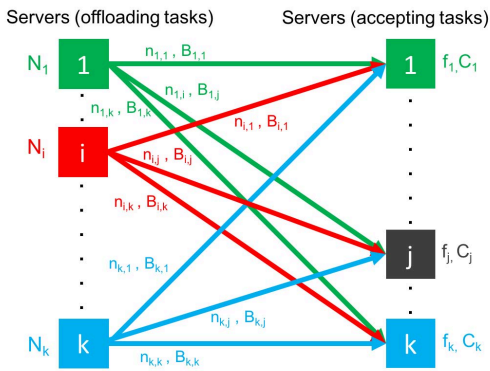 Servers (offloading tasks) Servers (accepting tasks)
N1 1 n1,1 , B1,1 1 f1,C1
n1,i , B1,j
n1,k , B1,k
ni,1 , Bi,1
Ni i ni,j , Bi,j
ni,k , Bi,k
nk,1 , Bk,1
j fj, Cj
nk,j , Bk,j
Nk k nk,k , Bk,k k fk, Ck